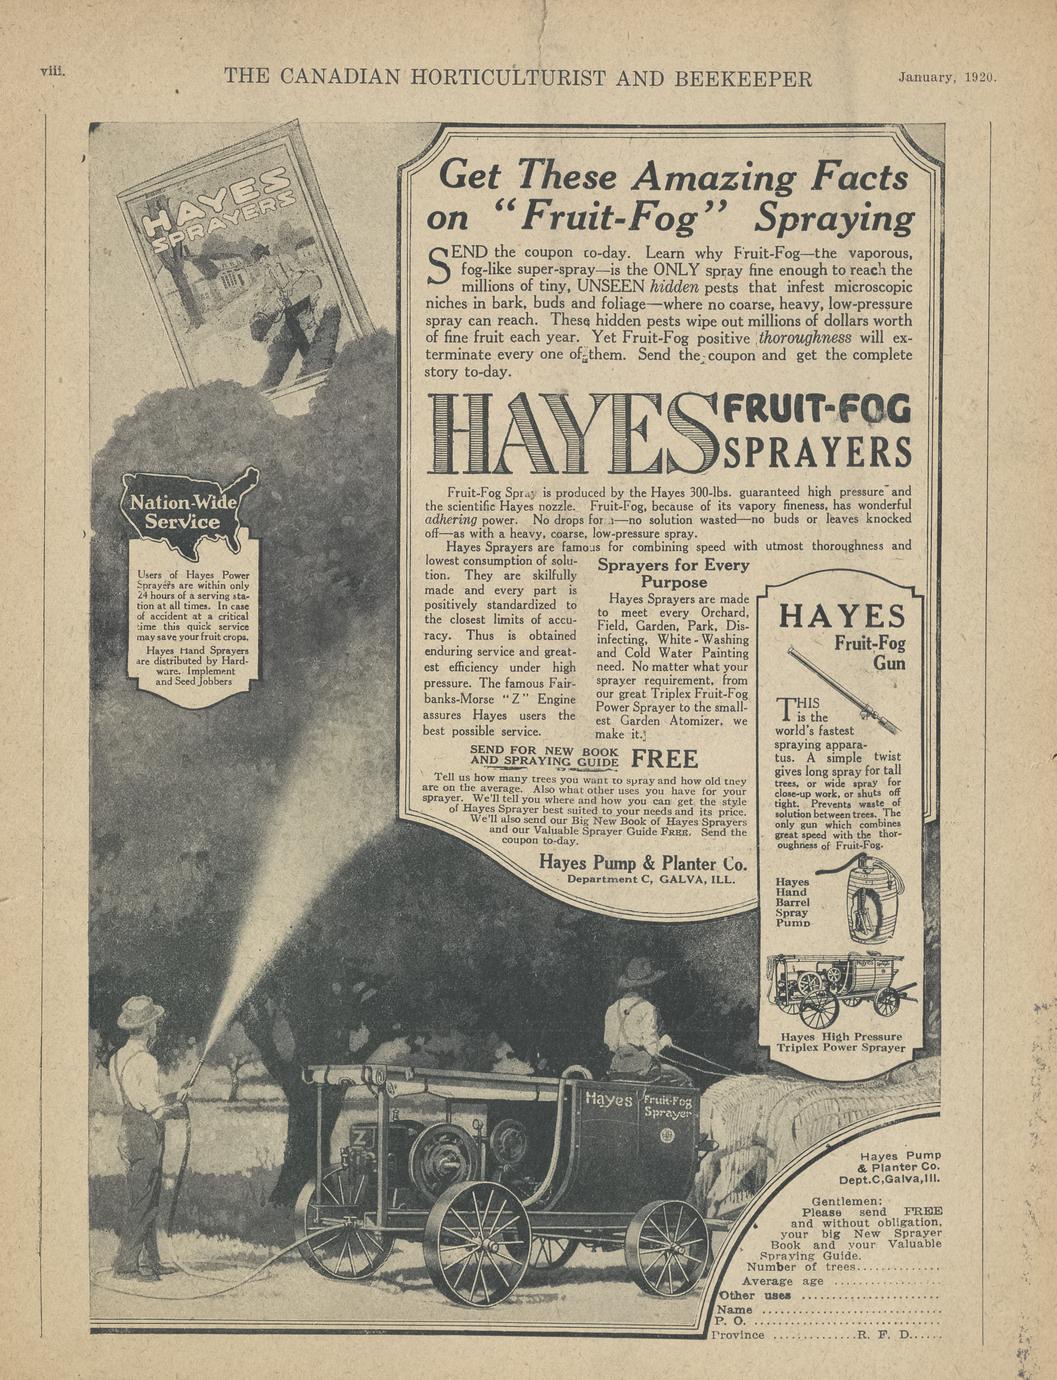 viii.
THE CANADIAN HORTICULTURIST AND BEEKEEPER
January, 1920.
HAYES
SPRAYERS
Get These Amazing Facts
on "Fruit-Fog" Spraying
SEND the coupon to-day. Learn why Fruit-Fog—the vaporous,
fog-like super-spray—is the ONLY spray fine enough to reach the
millions of tiny, UNSEEN hidden pests that infest microscopic
niches in bark, buds and foliage—where no coarse, heavy, low-pressure
spray can reach. These hidden pests wipe out millions of dollars worth
of fine fruit each year. Yet Fruit-Fog positive thoroughness will ex-
terminate every one of them. Send the coupon and get the complete
story to-day.
HAYES FRUIT-FOG
SPRAYERS
Nation-Wide
Service
Users of Hayes Power
Sprayers are within only
24 hours of a serving sta-
tion at all times. In case
of accident at a critical
time this quick service
may save your fruit crops.
Hayes Hand Sprayers
are distributed by Hard-
ware. Implement
and Seed Jobbers
Fruit-Fog Spray is produced by the Hayes 300-lbs. guaranteed high pressure and
the scientific Hayes nozzle. Fruit-Fog, because of its vapory fineness, has wonderful
adhering power. No drops for—no solution wasted—no buds or leaves knocked
off—as with a heavy, coarse, low-pressure spray.
Hayes Sprayers are famous for combining speed with utmost thoroughness and
lowest consumption of solu-
tion. They are skilfully
made and every part is
positively standardized to
the closest limits of accu-
racy. Thus is obtained
enduring service and great-
est efficiency under high
pressure. The famous Fair-
banks-Morse "Z" Engine
assures Hayes users the
best possible service.
Sprayers for Every
Purpose
Hayes Sprayers are made
to meet every Orchard,
Field, Garden, Park, Dis-
infecting, White-Washing
and Cold Water Painting
need. No matter what your
sprayer requirement, from
our great Triplex Fruit-Fog
Power Sprayer to the small-
est Garden Atomizer, we
make it.
SEND FOR NEW BOOK
AND SPRAYING GUIDE FREE
Tell us how many trees you want to spray and how old they
are on the average. Also what other uses you have for your
sprayer. We'll tell you where and how you can get the style
of Hayes Sprayer best suited to your needs and its price.
We'll also send our Big New Book of Hayes Sprayers
and our Valuable Sprayer Guide FREE. Send the
coupon to-day.
Hayes Pump & Planter Co.
Department C, GALVA, ILL.
HAYES
Fruit-Fog
Gun
THIS
is the
world's fastest
spraying appara-
tus. A simple twist
gives long spray for tall
trees, or wide spray for
close-up work, or shuts off
tight. Prevents waste of
solution between trees. The
only gun which combines
great speed with the thor-
oughness of Fruit-Fog.
Hayes
Hand
Barrel
Spray
Pump
Hayes High Pressure
Triplex Power Sprayer
Z
Hayes Fruit-Fog
Sprayer
Hayes Pump
& Planter Co.
Dept.C,Galva,Ill.
Gentlemen:
Please send FREE
and without obligation,
your big New Sprayer
Book and your Valuable
Spraying Guide.
Number of trees..............
Average age ................
Other uses .....................
Name ...........................
P. O. ............................
Province .............R. F. D......